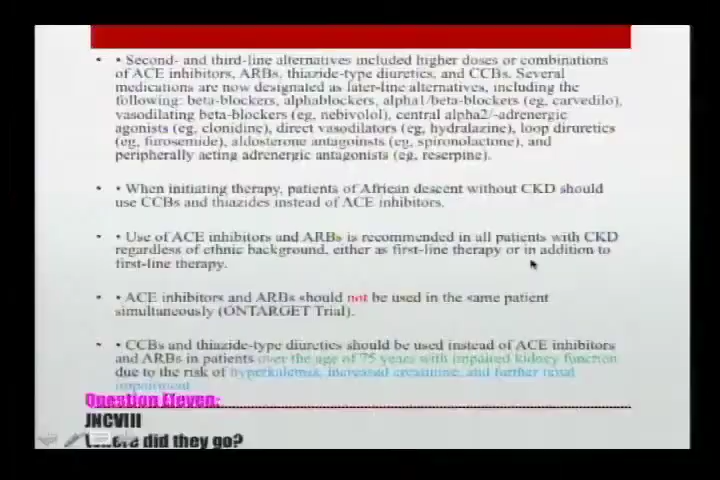 • • Second- and third-line alternatives included higher doses or combinations
of ACE inhibitors, ARBs, thiazide-type diuretics, and CCBs. Several
medications are now designated as later-line alternatives, including the
following: beta-blockers, alphablockers, alpha1/beta-blockers (eg, carvedilo),
vasodilating beta-blockers (eg, nebivolol), central alpha2/-adrenergic
agonists (eg, clonidine), direct vasodilators (eg, hydralazine), loop diruretics
(eg, furosemide), aldosterone antagoinsts (eg, spironolactone), and
peripherally acting adrenergic antagonists (eg, reserpine).
• • When initiating therapy, patients of African descent without CKD should
use CCBs and thiazides instead of ACE inhibitors.
• • Use of ACE inhibitors and ARBs is recommended in all patients with CKD
regardless of ethnic background, either as first-line therapy or in addition to
first-line therapy.
• • ACE inhibitors and ARBs should not be used in the same patient
simultaneously (ONTARGET Trial).
• • CCBs and thiazide-type diuretics should be used instead of ACE inhibitors
and ARBs in patients over the age of 75 years with impaired kidney function
due to the risk of hyperkalemia, increased creatinine, and further renal
impairment
Question Eleven:
JNCVIII
did they go?